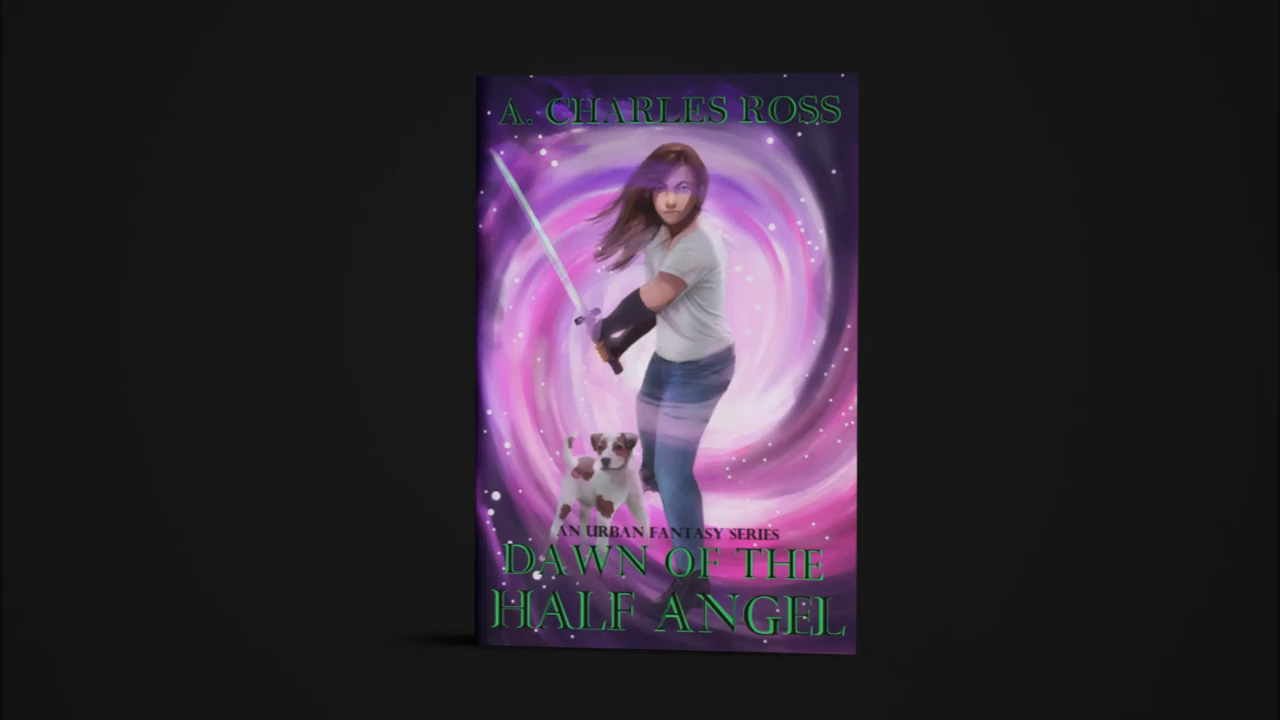 A. CHARLES ROSS
AN URBAN FANTASY SERIES
DAWN OF THE
HALF ANGEL